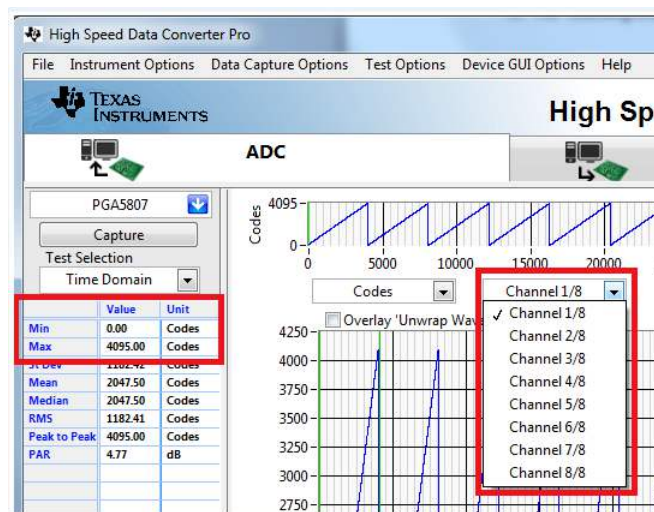 High Speed Data Converter Pro
File Instrument Options Data Capture Options Test Options Device GUI Options Help
TEXAS
INSTRUMENTS
High Sp
ADC
PGA5807
Capture
Test Selection
Time Domain
Value Unit
Min 0.00 Codes
Max 4095.00 Codes
St Dev 1182.42 Codes
Mean 2047.50 Codes
Median 2047.50 Codes
RMS 1182.41 Codes
Peak to Peak 4095.00 Codes
PAR 4.77 dB
Codes
4095
0
0 5000 10000 15000 20000
Codes
Channel 1/8
Overlay 'Unwrap Wav
✓ Channel 1/8
Channel 2/8
Channel 3/8
Channel 4/8
Channel 5/8
Channel 6/8
Channel 7/8
Channel 8/8
4250
4000
3750
3500
3250
3000
2750